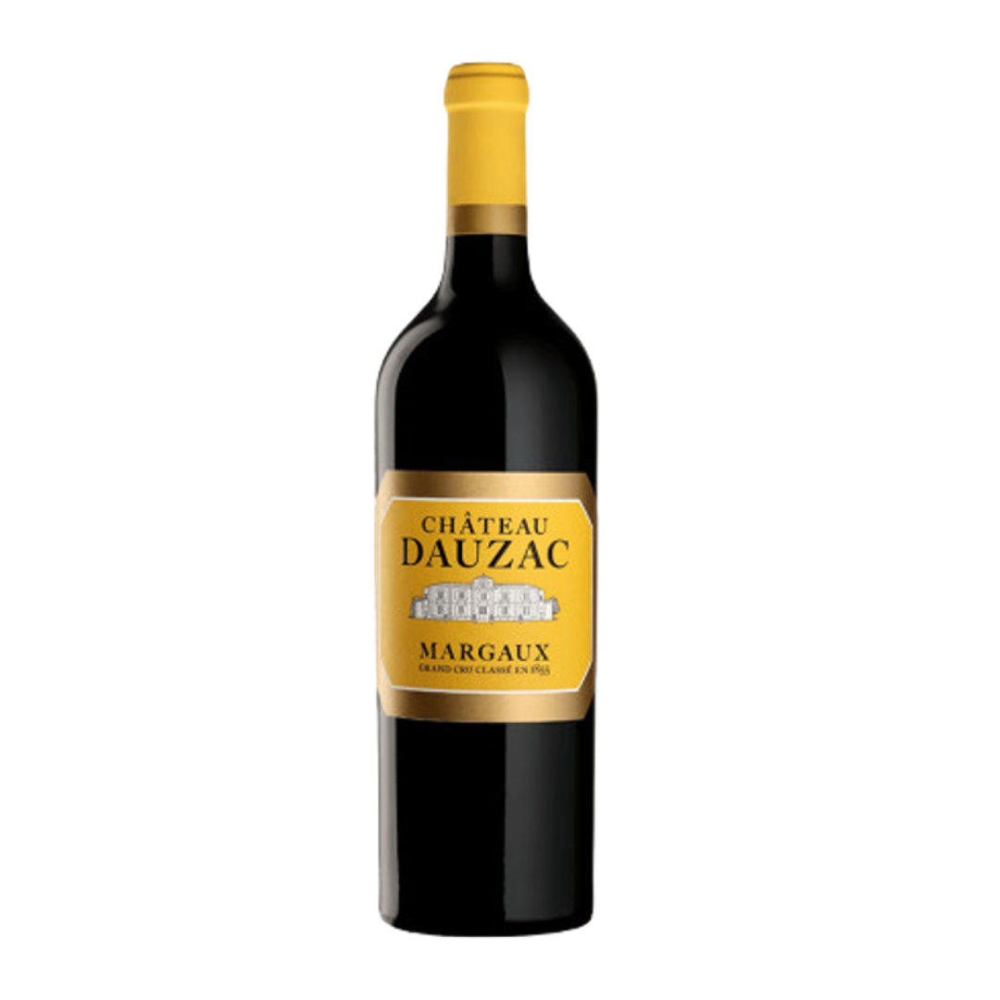 CHÂTEAU
DAUZAC
MARGAUX
GRAND CRU CLASSÉ EN 1855